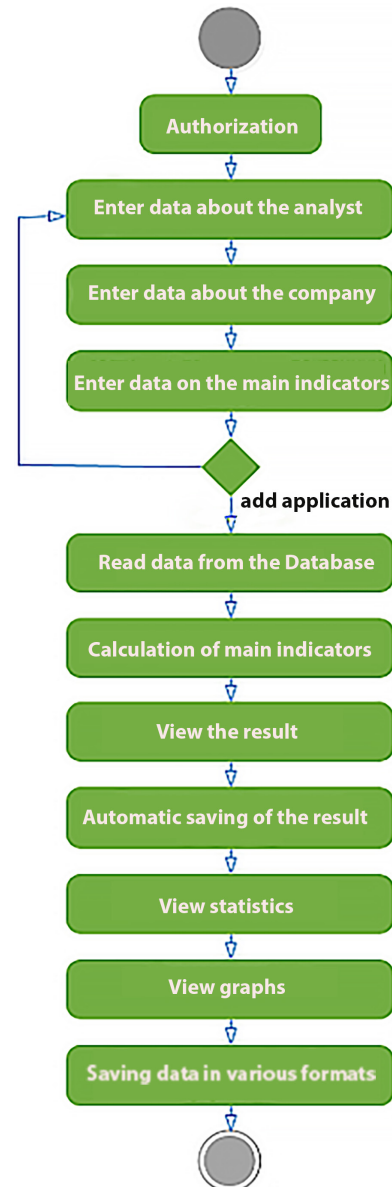 Authorization
Enter data about the analyst
Enter data about the company
Enter data on the main indicators
add application
Read data from the Database
Calculation of main indicators
View the result
Automatic saving of the result
View statistics
View graphs
Saving data in various formats